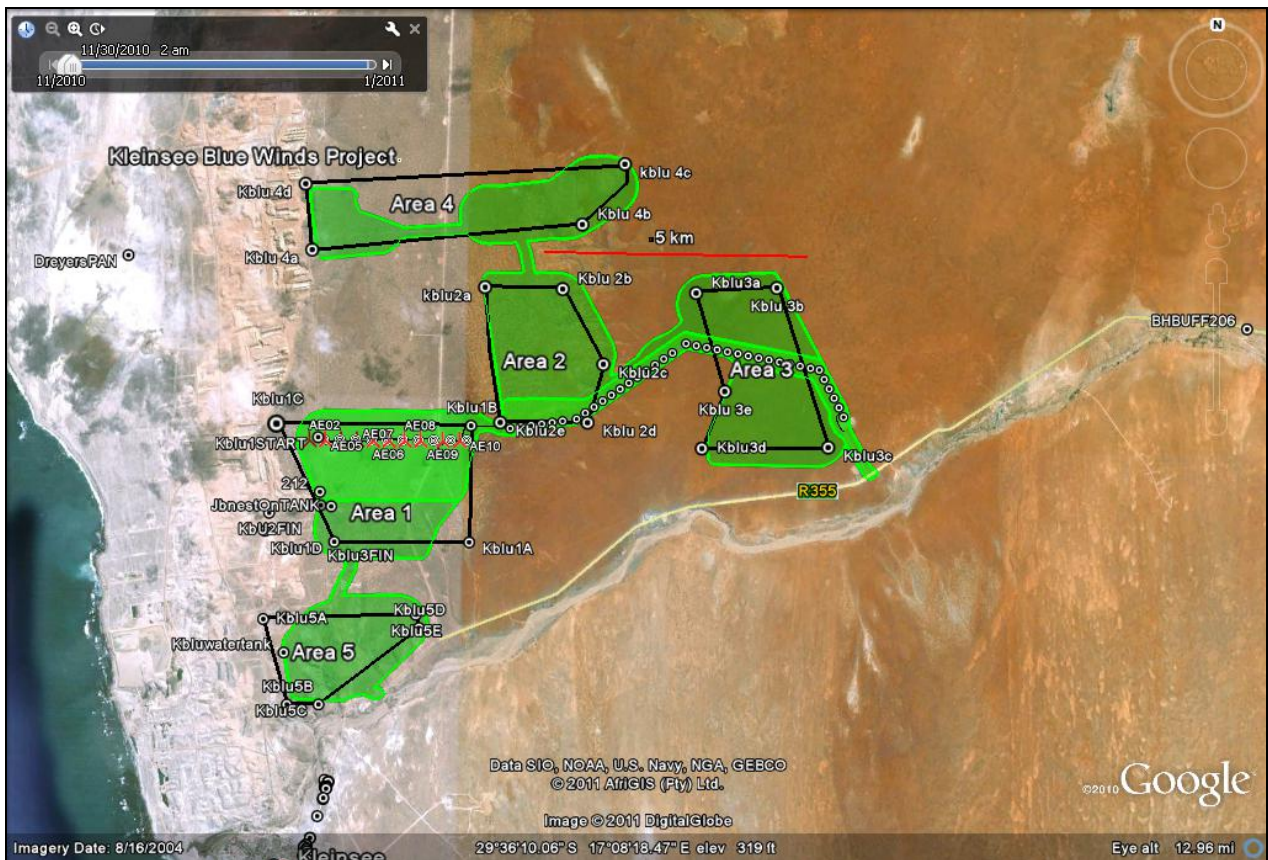 N
11/30/2010 2 am
11/2010 1/2011
Kleinsee Blue Winds Project
Kblu 4d
kblu 4c
Area 4
Kblu 4b
.5 km
Kblu 4a
DreyersPAN
kblu2a
Kblu 2b
Kblu3a
Kblu 3b
BHBUFF206
Area 2
Kblu2c
Area 3
Kblu1C
Kblu1B
Kblu 3e
AE02
AE07
AE08
Kblu2e
Kblu 2d
Kblu1START
AE05
AE06
AE09
AE10
Kblu3d
Kblu3c
212
R355
JbnestOnTANK
Area 1
KbU2FIN
Kblu1D
Kblu3FIN
Kblu1A
Kblu5A
Kblu5D
Kblu5E
Kbluwatertank
Area 5
Kblu5B
Kblu5C
Data SIO, NOAA, U.S. Navy, NGA, GEBCO
© 2011 AfriGIS (Pty) Ltd.
©2010 Google
Image © 2011 DigitalGlobe
Kleinsee
Imagery Date: 8/16/2004 29°36'10.06" S 17°08'18.47" E elev 319 ft Eye alt 12.96 mi